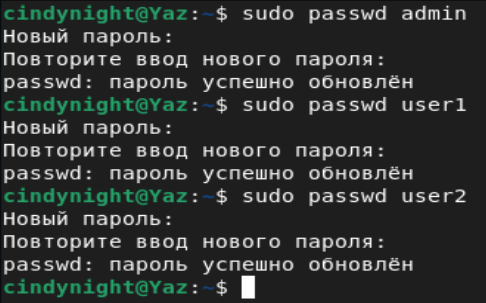 cindynight@Yaz:~$ sudo passwd admin
Новый пароль:
Повторите ввод нового пароля:
passwd: пароль успешно обновлён
cindynight@Yaz:~$ sudo passwd user1
Новый пароль:
Повторите ввод нового пароля:
passwd: пароль успешно обновлён
cindynight@Yaz:~$ sudo passwd user2
Новый пароль:
Повторите ввод нового пароля:
passwd: пароль успешно обновлён
cindynight@Yaz:~$